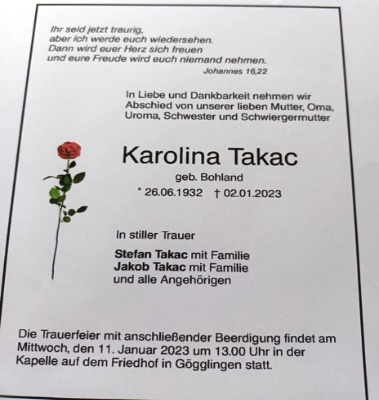 Ihr seid jetzt traurig,
aber ich werde euch wiedersehen.
Dann wird euer Herz sich freuen
und eure Freude wird euch niemand nehmen.
Johannes 16,22
In Liebe und Dankbarkeit nehmen wir
Abschied von unserer lieben Mutter, Oma,
Uroma, Schwester und Schwiegermutter
Karolina Takac
geb. Bohland
* 26.06.1932 † 02.01.2023
In stiller Trauer
Stefan Takac mit Familie
Jakob Takac mit Familie
und alle Angehörigen
Die Trauerfeier mit anschließender Beerdigung findet am
Mittwoch, den 11. Januar 2023 um 13.00 Uhr in der
Kapelle auf dem Friedhof in Gögglingen statt.